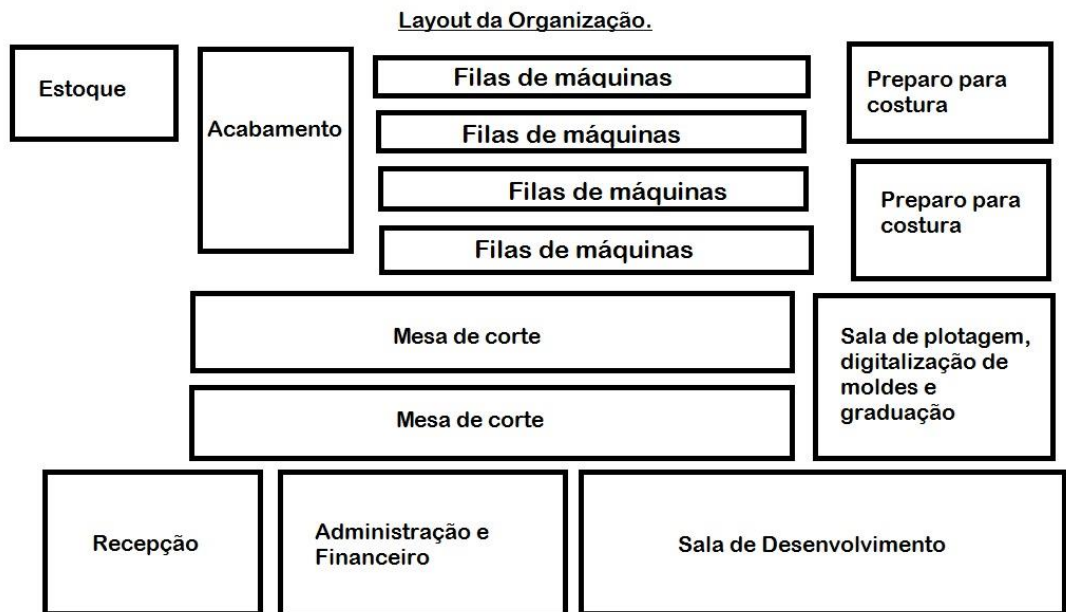 Layout da Organização.
Estoque
Acabamento
Filas de máquinas
Filas de máquinas
Filas de máquinas
Filas de máquinas
Preparo para
costura
Preparo para
costura
Mesa de corte
Mesa de corte
Sala de plotagem,
digitalização de
moldes e
graduação
Recepção
Administração e
Financeiro
Sala de Desenvolvimento